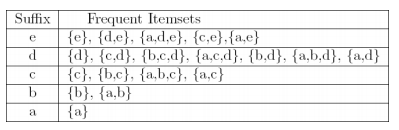 Suffix Frequent Itemsets
e {e}, {d,e}, {a,d,e}, {c,e},{a,e}
d {d}, {c,d}, {b,c,d}, {a,c,d}, {b,d}, {a,b,d}, {a,d}
c {c}, {b,c}, {a,b,c}, {a,c}
b {b}, {a,b}
a {a}